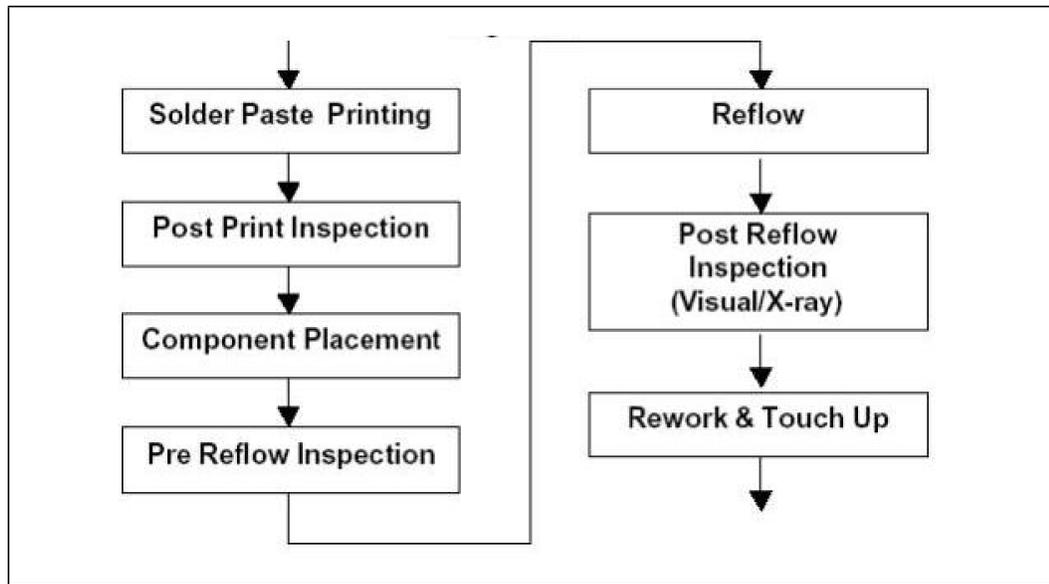 Solder Paste Printing
Post Print Inspection
Component Placement
Pre Reflow Inspection
Reflow
Post Reflow
Inspection
(Visual/X-ray)
Rework & Touch Up